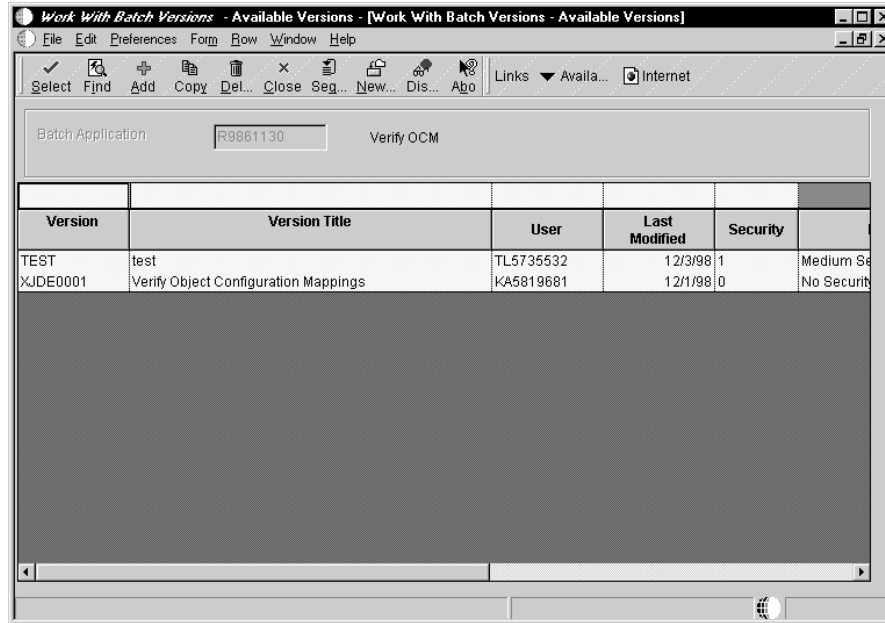 Work With Batch Versions - Available Versions - [Work With Batch Versions - Available Versions]
File Edit Preferences Form Row Window Help
Select Find Add Copy Del... Close Seq... New... Dis... Abo Links Availa... Internet
Batch Application R9861130 Verify OCM
Version Version Title User Last Modified Security
TEST test TL5735532 12/3/98 1 Medium Se
XJDE0001 Verify Object Configuration Mappings KA5819681 12/1/98 0 No Security